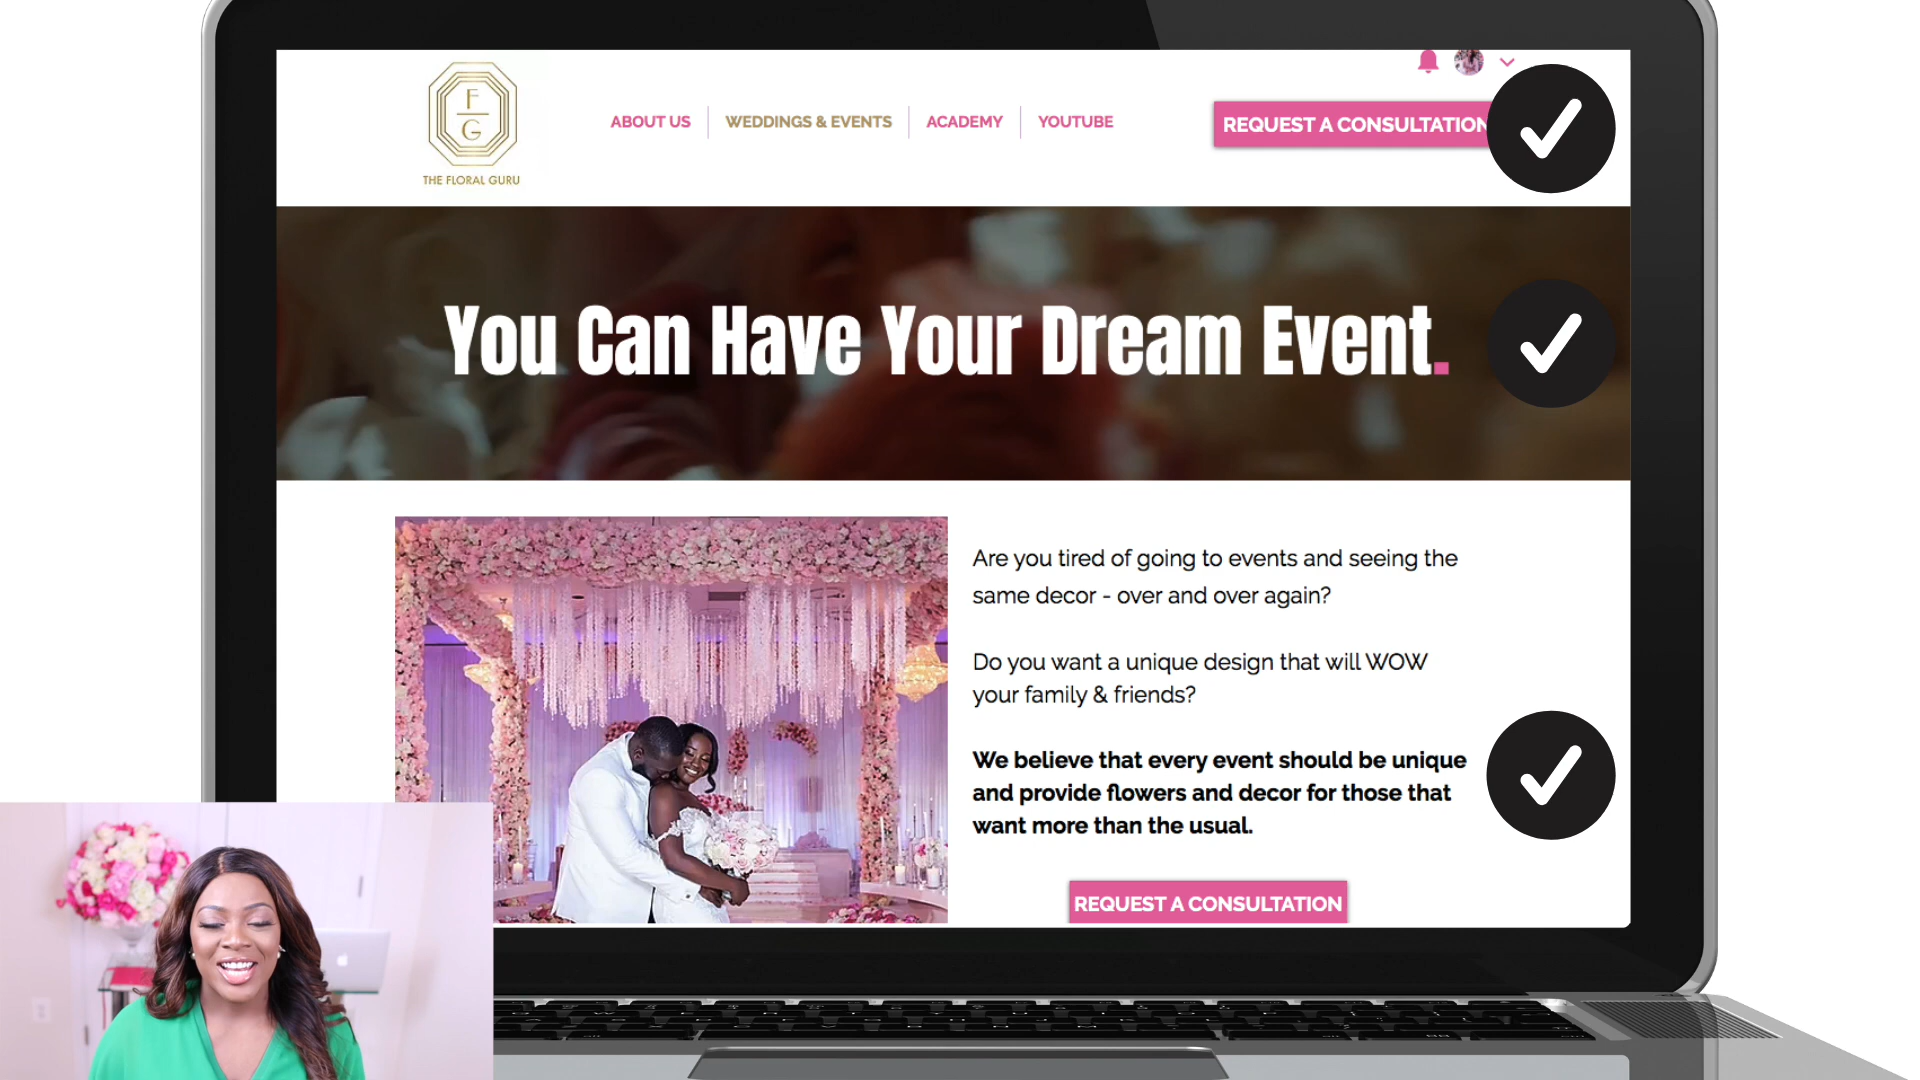 F
G
THE FLORAL GURU
ABOUT US
WEDDINGS & EVENTS
ACADEMY
YOUTUBE
REQUEST A CONSULTATION
You Can Have Your Dream Event.
Are you tired of going to events and seeing the
same decor - over and over again?
Do you want a unique design that will WOW
your family & friends?
We believe that every event should be unique
and provide flowers and decor for those that
want more than the usual.
REQUEST A CONSULTATION